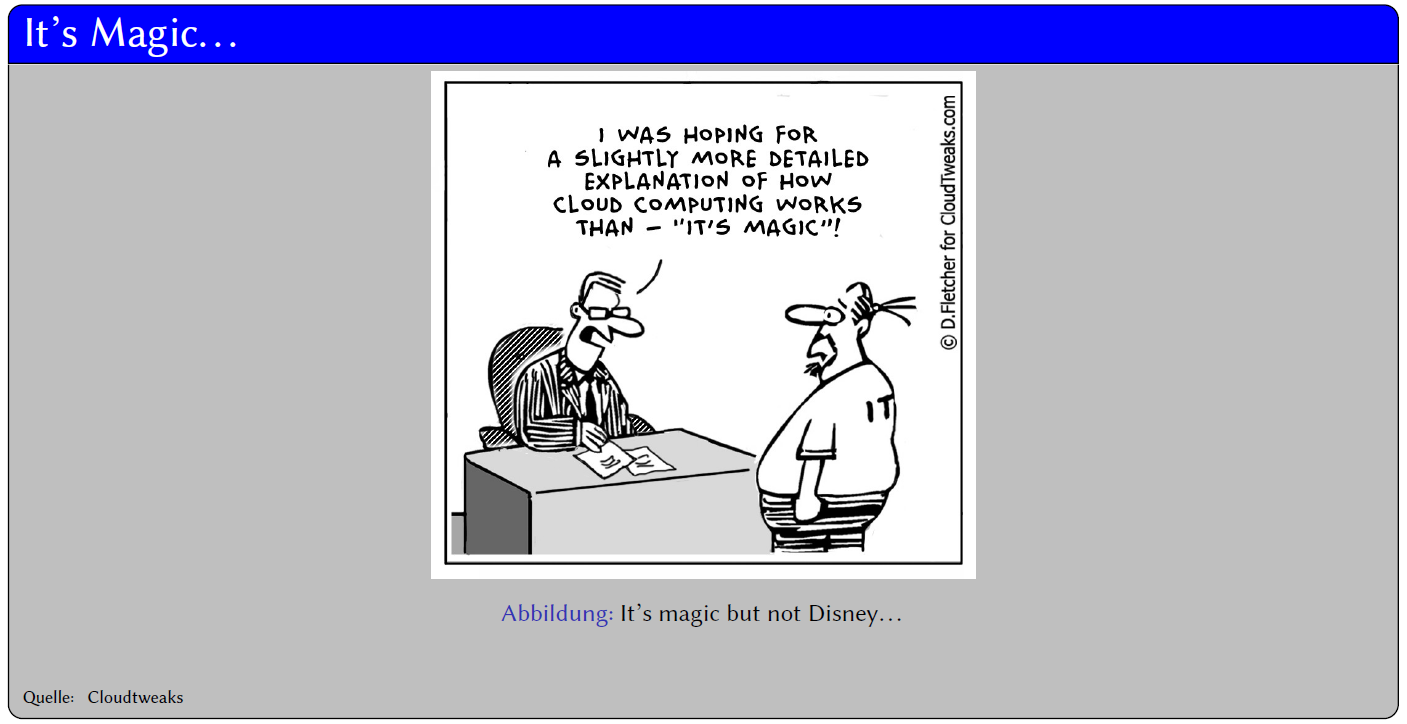 It’s Magic…
I WAS HOPING FOR
A SLIGHTLY MORE DETAILED
EXPLANATION OF HOW
CLOUD COMPUTING WORKS
THAN – "IT'S MAGIC"!
© D.Fletcher for CloudTweaks.com
IT
Abbildung: It’s magic but not Disney…
Quelle: Cloudtweaks